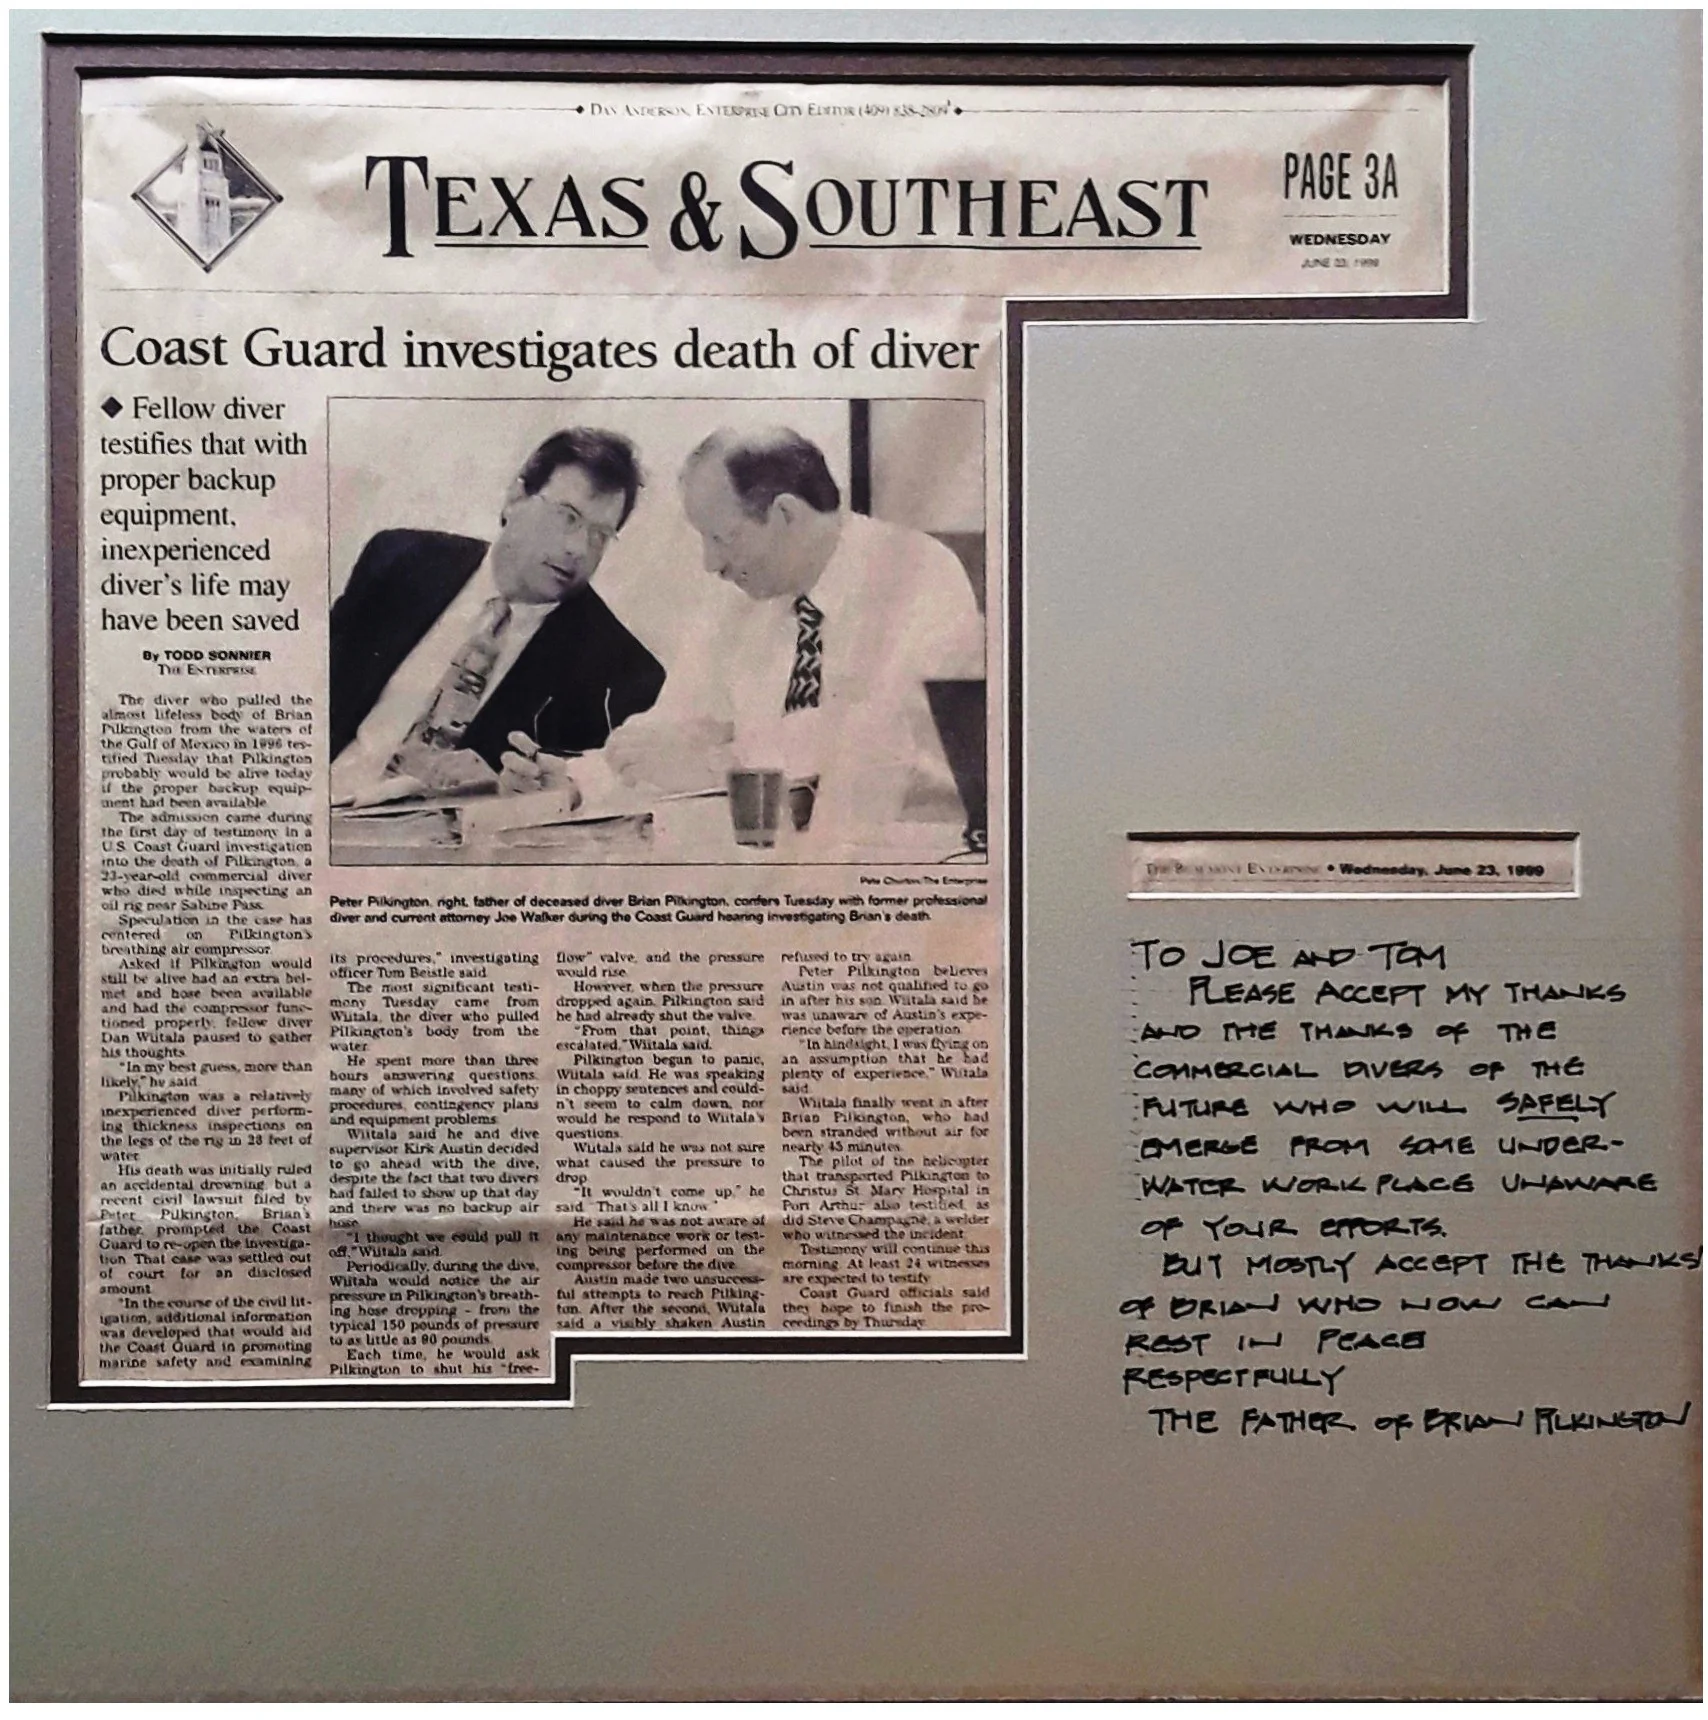 ◆ DAN ANDERSON, ENTERPRISE CITY EDITOR (409) 838-2809 ◆
TEXAS & SOUTHEAST
PAGE 3A
WEDNESDAY
JUNE 23, 1999
Coast Guard investigates death of diver
◆ Fellow diver
testifies that with
proper backup
equipment,
inexperienced
diver's life may
have been saved
By TODD SONNIER
THE ENTERPRISE
The diver who pulled the
almost lifeless body of Brian
Pilkington from the waters of
the Gulf of Mexico in 1996 tes-
tified Tuesday that Pilkington
probably would be alive today
if the proper backup equip-
ment had been available.
The admission came during
the first day of testimony in a
U.S. Coast Guard investigation
into the death of Pilkington, a
23-year-old commercial diver
who died while inspecting an
oil rig near Sabine Pass.
Speculation in the case has
centered on Pilkington's
breathing air compressor.
Asked if Pilkington would
still be alive had an extra hel-
met and hose been available
and had the compressor func-
tioned properly, fellow diver
Dan Wiitala paused to gather
his thoughts.
"In my best guess, more than
likely," he said.
Pilkington was a relatively
inexperienced diver perform-
ing thickness inspections on
the legs of the rig in 28 feet of
water.
His death was initially ruled
an accidental drowning, but a
recent civil lawsuit filed by
Peter Pilkington, Brian's
father, prompted the Coast
Guard to re-open the investiga-
tion. That case was settled out
of court for an disclosed
amount.
"In the course of the civil lit-
igation, additional information
was developed that would aid
the Coast Guard in promoting
marine safety and examining
Pete Churton/The Enterprise
Peter Pilkington, right, father of deceased diver Brian Pilkington, confers Tuesday with former professional
diver and current attorney Joe Walker during the Coast Guard hearing investigating Brian's death.
its procedures," investigating
officer Tom Beistle said.
The most significant testi-
mony Tuesday came from
Wiitala, the diver who pulled
Pilkington's body from the
water.
He spent more than three
hours answering questions,
many of which involved safety
procedures, contingency plans
and equipment problems.
Wiitala said he and dive
supervisor Kirk Austin decided
to go ahead with the dive,
despite the fact that two divers
had failed to show up that day
and there was no backup air
hose.
"I thought we could pull it
off," Wiitala said.
Periodically, during the dive,
Wiitala would notice the air
pressure in Pilkington's breath-
ing hose dropping – from the
typical 150 pounds of pressure
to as little as 90 pounds.
Each time, he would ask
Pilkington to shut his "free-
flow" valve, and the pressure
would rise.
However, when the pressure
dropped again, Pilkington said
he had already shut the valve.
"From that point, things
escalated," Wiitala said.
Pilkington began to panic,
Wiitala said. He was speaking
in choppy sentences and could-
n't seem to calm down, nor
would he respond to Wiitala's
questions.
Wiitala said he was not sure
what caused the pressure to
drop.
"It wouldn't come up," he
said. "That's all I know."
He said he was not aware of
any maintenance work or test-
ing being performed on the
compressor before the dive.
Austin made two unsuccess-
ful attempts to reach Pilking-
ton. After the second, Wiitala
said a visibly shaken Austin
refused to try again.
Peter Pilkington believes
Austin was not qualified to go
in after his son. Wiitala said he
was unaware of Austin's expe-
rience before the operation.
"In hindsight, I was flying on
an assumption that he had
plenty of experience," Wiitala
said.
Wiitala finally went in after
Brian Pilkington, who had
been stranded without air for
nearly 45 minutes.
The pilot of the helicopter
that transported Pilkington to
Christus St. Mary Hospital in
Port Arthur also testified, as
did Steve Champagne, a welder
who witnessed the incident.
Testimony will continue this
morning. At least 24 witnesses
are expected to testify.
Coast Guard officials said
they hope to finish the pro-
ceedings by Thursday.
THE BEAUMONT ENTERPRISE • Wednesday, June 23, 1999
TO JOE AND TOM
PLEASE ACCEPT MY THANKS
AND THE THANKS OF THE
COMMERCIAL DIVERS OF THE
FUTURE WHO WILL SAFELY
EMERGE FROM SOME UNDER-
WATER WORK PLACE UNAWARE
OF YOUR EFFORTS.
BUT MOSTLY ACCEPT THE THANKS
OF BRIAN WHO NOW CAN
REST IN PEACE
RESPECTFULLY
THE FATHER OF BRIAN PILKINGTON